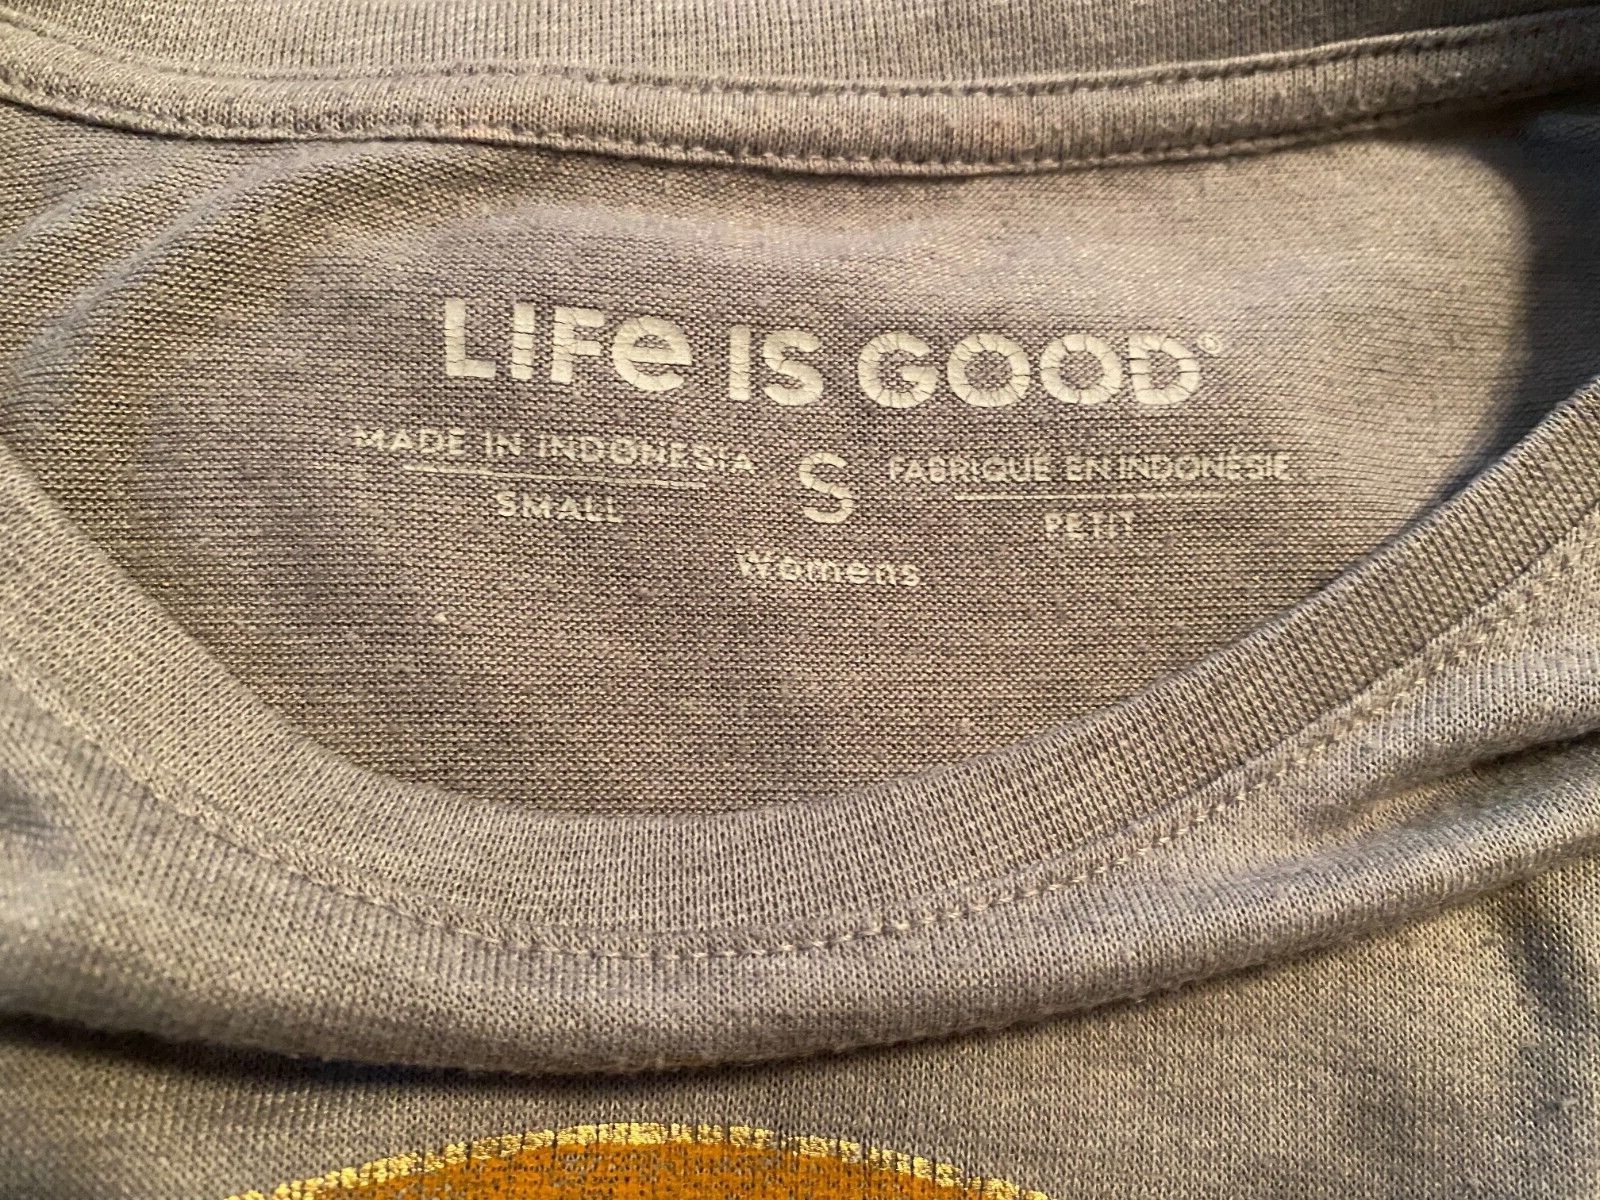 LIFe IS GOOD®
MADE IN INDONESIA
SMALL
S
FABRIQUÉ EN INDONÉSIE
PETIT
Womens